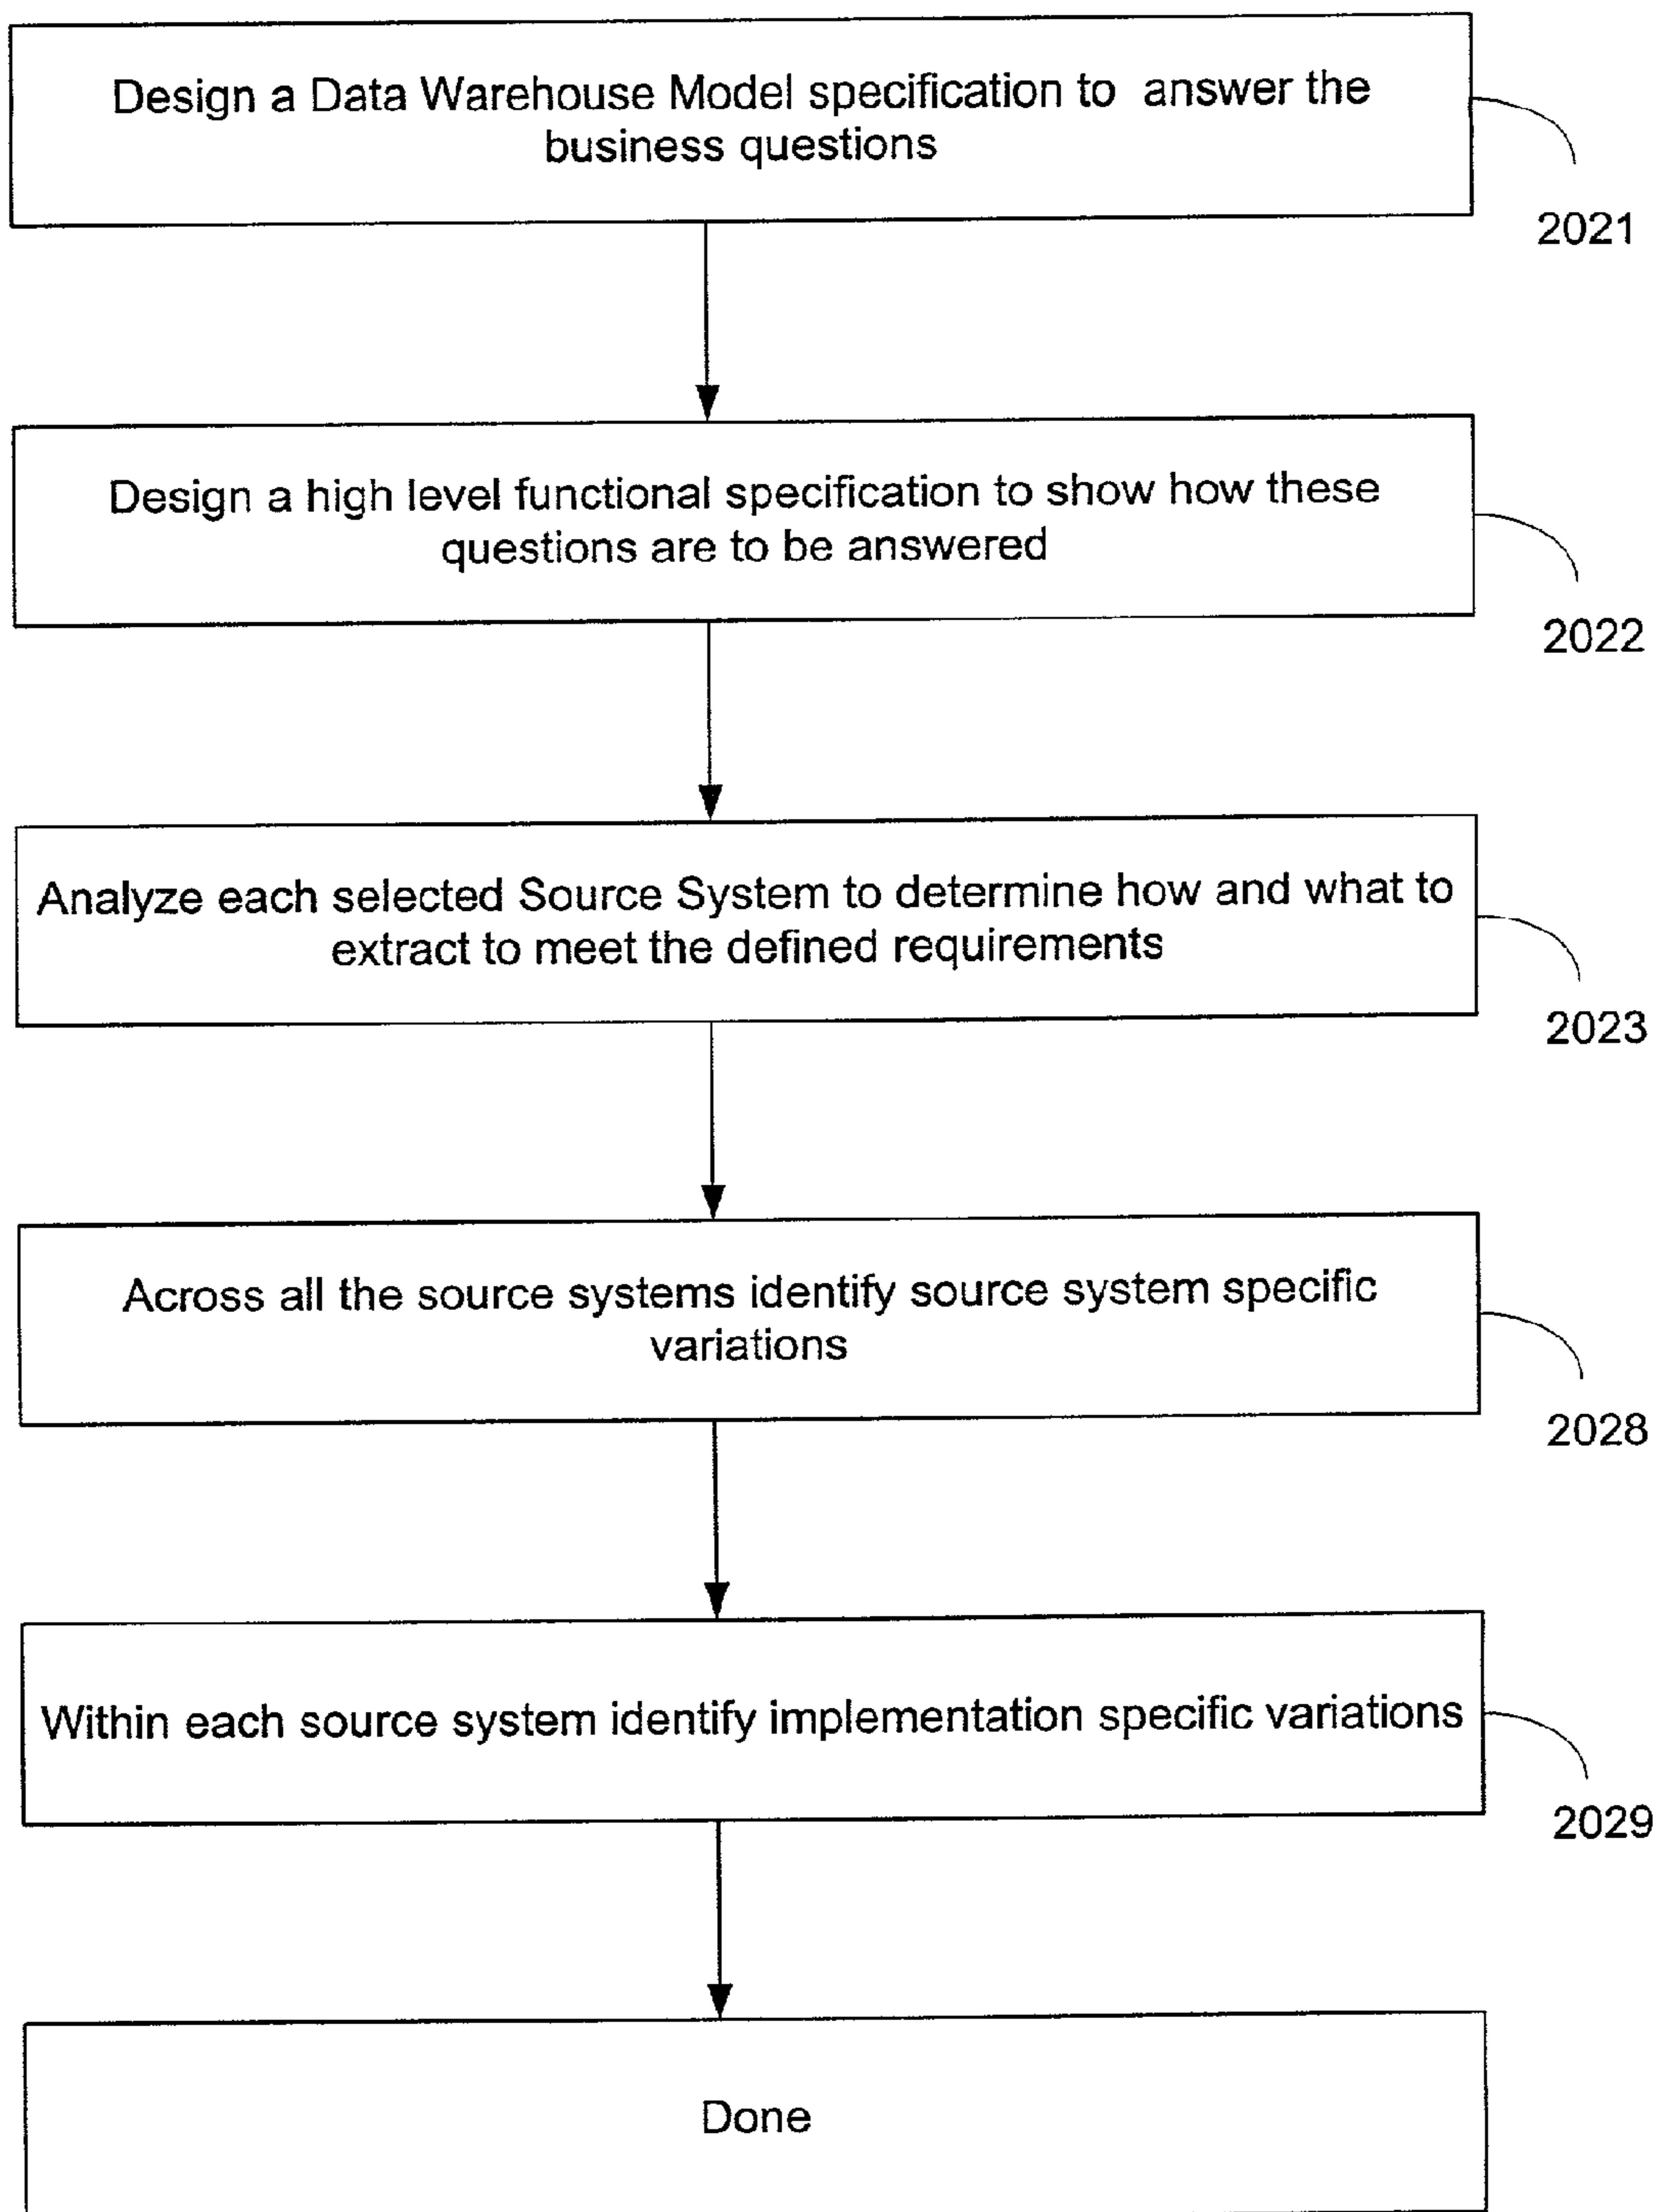 Design a Data Warehouse Model specification to answer the
business questions
2021
Design a high level functional specification to show how these
questions are to be answered
2022
Analyze each selected Source System to determine how and what to
extract to meet the defined requirements
2023
Across all the source systems identify source system specific
variations
2028
Within each source system identify implementation specific variations
2029
Done